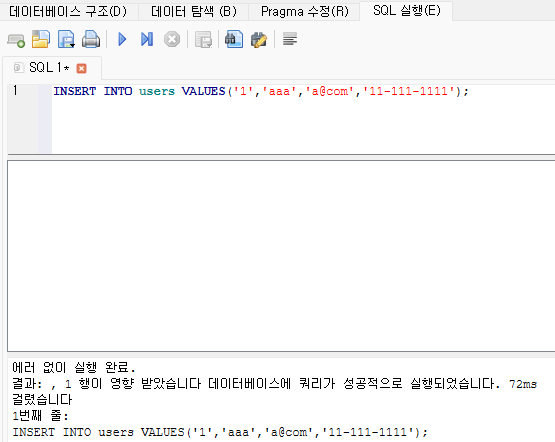 데이터베이스 구조(D) 데이터 탐색 (B) Pragma 수정(R) SQL 실행(E)
SQL 1*
1 INSERT INTO users VALUES('1','aaa','a@com','11-111-1111');
에러 없이 실행 완료.
결과: , 1 행이 영향 받았습니다 데이터베이스에 쿼리가 성공적으로 실행되었습니다. 72ms
걸렸습니다
1번째 줄:
INSERT INTO users VALUES('1','aaa','a@com','11-111-1111');